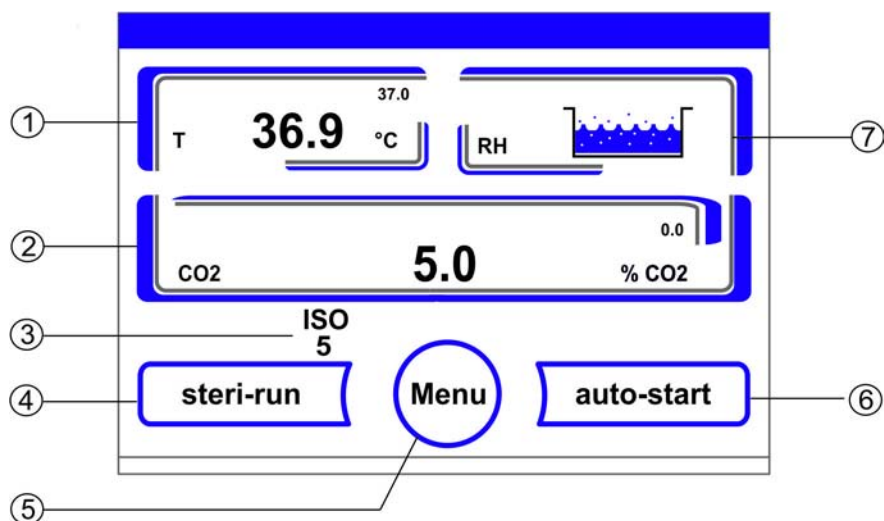 37.0
① T 36.9 °C RH ⑦
0.0
② CO2 5.0 % CO2
③ ISO
5
④ steri-run Menu auto-start ⑥
⑤